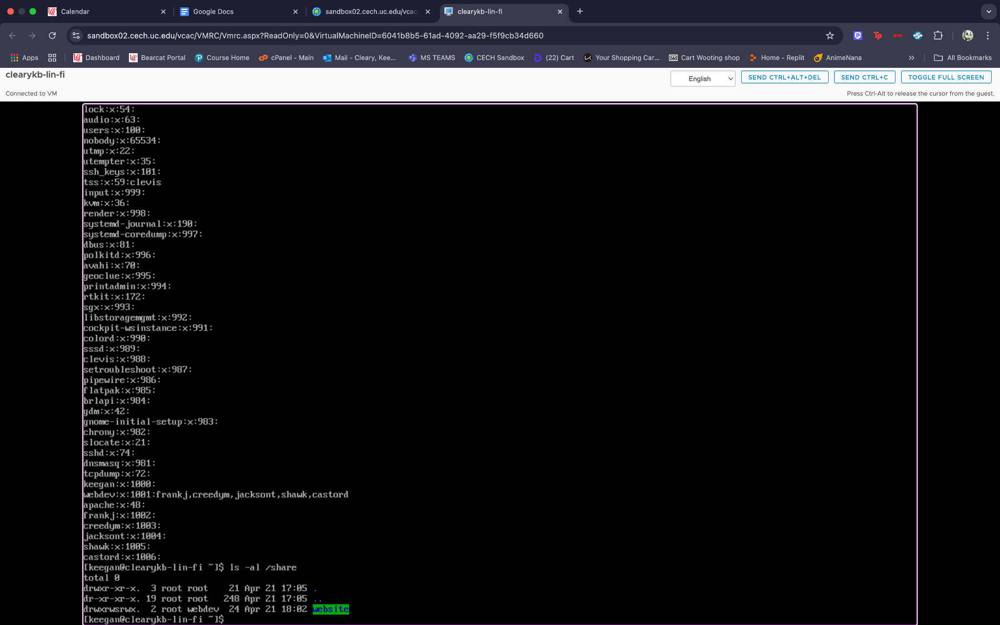 Calendar
Google Docs
sandbox02.cech.uc.edu/vcac
clearykb-lin-fi
sandbox02.cech.uc.edu/vcac/VMRC/Vmrc.aspx?ReadOnly=0&VirtualMachineID=6041b8b5-61ad-4092-aa29-f5f9cb34d660
Apps
Dashboard
Bearcat Portal
Course Home
cPanel - Main
Mail - Cleary, Kee...
MS TEAMS
CECH Sandbox
(22) Cart
Your Shopping Car...
Cart Wooting shop
Home - Replit
AnimeNana
All Bookmarks
clearykb-lin-fi
English
SEND CTRL+ALT+DEL
SEND CTRL+C
TOGGLE FULL SCREEN
Connected to VM
Press Ctrl-Alt to release the cursor from the guest.
lock:x:54:
audio:x:63:
users:x:100:
nobody:x:65534:
utmp:x:22:
utempter:x:35:
ssh_keys:x:101:
tss:x:59:clevis
input:x:999:
kvm:x:36:
render:x:998:
systemd-journal:x:190:
systemd-coredump:x:997:
dbus:x:81:
polkitd:x:996:
avahi:x:70:
geoclue:x:995:
printadmin:x:994:
rtkit:x:172:
sgx:x:993:
libstoragemgmt:x:992:
cockpit-wsinstance:x:991:
colord:x:990:
sssd:x:989:
clevis:x:988:
setroubleshoot:x:987:
pipewire:x:986:
flatpak:x:985:
brlapi:x:984:
gdm:x:42:
gnome-initial-setup:x:983:
chrony:x:982:
slocate:x:21:
sshd:x:74:
dnsmasq:x:981:
tcpdump:x:72:
keegan:x:1000:
webdev:x:1001:frankj,creedym,jacksont,shawk,castord
apache:x:48:
frankj:x:1002:
creedym:x:1003:
jacksont:x:1004:
shawk:x:1005:
castord:x:1006:
[keegan@clearykb-lin-fi ~]$ ls -al /share
total 0
drwxr-xr-x.  3 root root    21 Apr 21 17:05 .
dr-xr-xr-x. 19 root root   248 Apr 21 17:05 ..
drwxrwsrwx.  2 root webdev  24 Apr 21 18:02 website
[keegan@clearykb-lin-fi ~]$